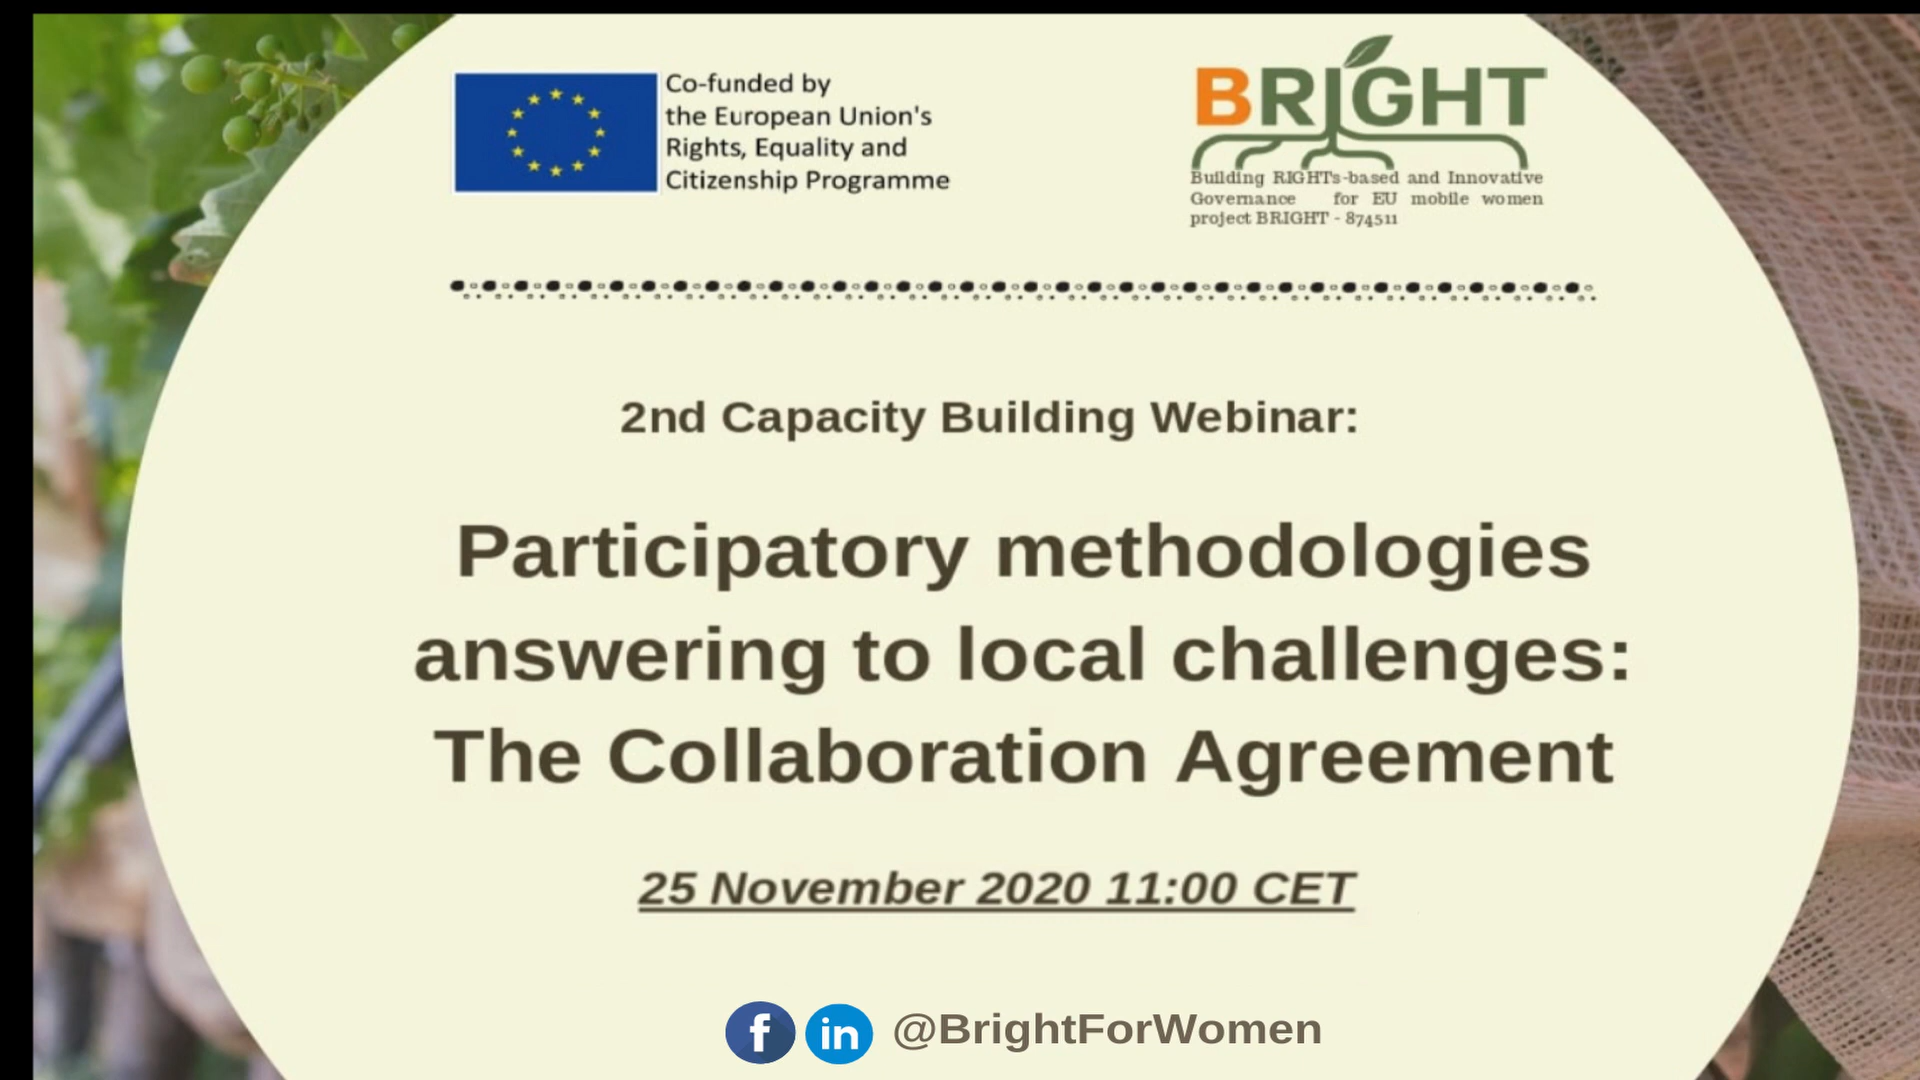 Co-funded by
the European Union's
Rights, Equality and
Citizenship Programme
BRIGHT
Building RIGHTs-based and Innovative
Governance for EU mobile women
project BRIGHT - 874511
2nd Capacity Building Webinar:
Participatory methodologies
answering to local challenges:
The Collaboration Agreement
25 November 2020 11:00 CET
f in @BrightForWomen